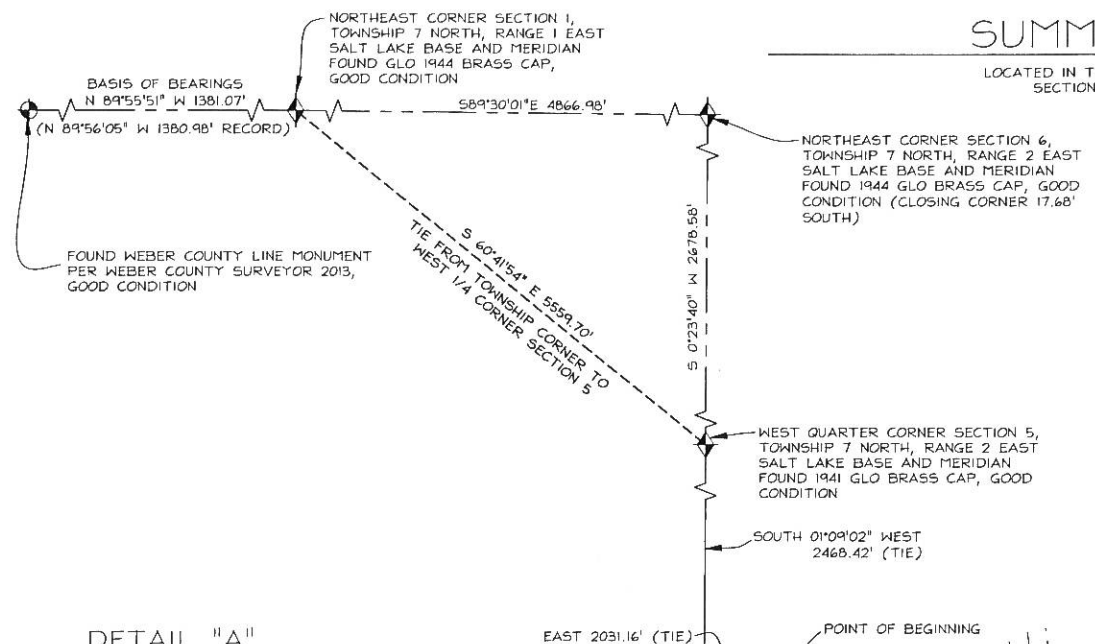 SUMM
LOCATED IN T
SECTION
NORTHEAST CORNER SECTION 1,
TOWNSHIP 7 NORTH, RANGE 1 EAST
SALT LAKE BASE AND MERIDIAN
FOUND GLO 1944 BRASS CAP,
GOOD CONDITION
BASIS OF BEARINGS
N 89°55'51" W 1381.07'
(N 89°56'05" W 1380.98' RECORD)
S89°30'01"E 4866.98'
NORTHEAST CORNER SECTION 6,
TOWNSHIP 7 NORTH, RANGE 2 EAST
SALT LAKE BASE AND MERIDIAN
FOUND 1944 GLO BRASS CAP, GOOD
CONDITION (CLOSING CORNER 17.68'
SOUTH)
FOUND WEBER COUNTY LINE MONUMENT
PER WEBER COUNTY SURVEYOR 2013,
GOOD CONDITION
S 60°41'54" E 5559.70'
TIE FROM TOWNSHIP CORNER TO
WEST 1/4 CORNER SECTION 5
S 0°23'40" W 2678.58'
WEST QUARTER CORNER SECTION 5,
TOWNSHIP 7 NORTH, RANGE 2 EAST
SALT LAKE BASE AND MERIDIAN
FOUND 1941 GLO BRASS CAP, GOOD
CONDITION
SOUTH 01°09'02" WEST
2468.42' (TIE)
DETAIL "A"
EAST 2031.16' (TIE)
POINT OF BEGINNING